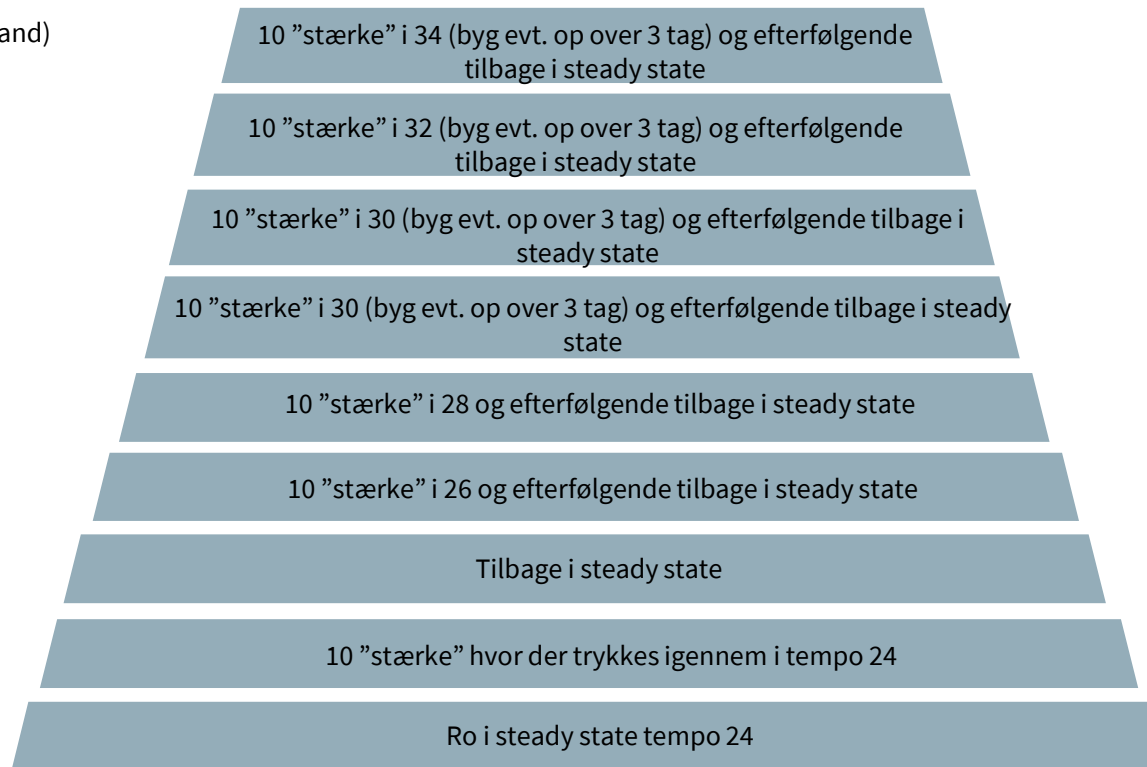 and)
10 ”stærke” i 34 (byg evt. op over 3 tag) og efterfølgende
tilbage i steady state
10 ”stærke” i 32 (byg evt. op over 3 tag) og efterfølgende
tilbage i steady state
10 ”stærke” i 30 (byg evt. op over 3 tag) og efterfølgende tilbage i
steady state
10 ”stærke” i 30 (byg evt. op over 3 tag) og efterfølgende tilbage i steady
state
10 ”stærke” i 28 og efterfølgende tilbage i steady state
10 ”stærke” i 26 og efterfølgende tilbage i steady state
Tilbage i steady state
10 ”stærke” hvor der trykkes igennem i tempo 24
Ro i steady state tempo 24